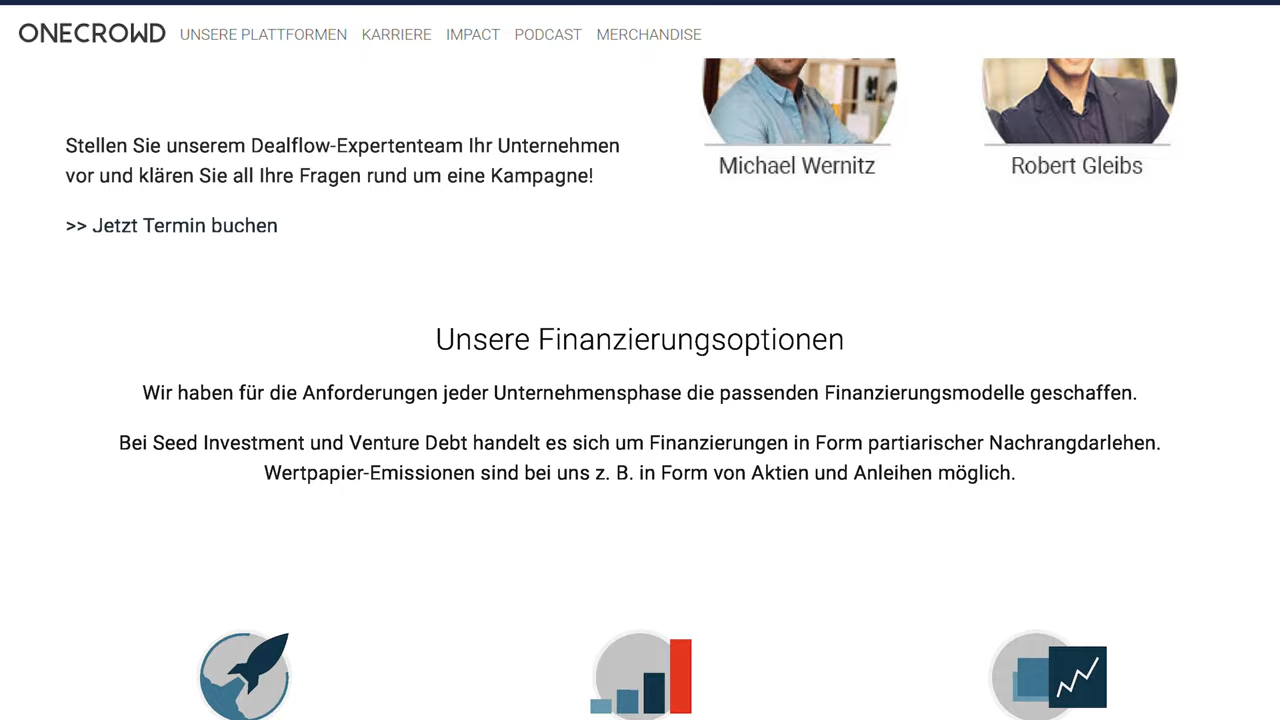 ONECROWD UNSERE PLATTFORMEN KARRIERE IMPACT PODCAST MERCHANDISE
Stellen Sie unserem Dealflow-Expertenteam Ihr Unternehmen
vor und klären Sie all Ihre Fragen rund um eine Kampagne!
>> Jetzt Termin buchen
Michael Wernitz
Robert Gleibs
Unsere Finanzierungsoptionen
Wir haben für die Anforderungen jeder Unternehmensphase die passenden Finanzierungsmodelle geschaffen.
Bei Seed Investment und Venture Debt handelt es sich um Finanzierungen in Form partiarischer Nachrangdarlehen.
Wertpapier-Emissionen sind bei uns z. B. in Form von Aktien und Anleihen möglich.